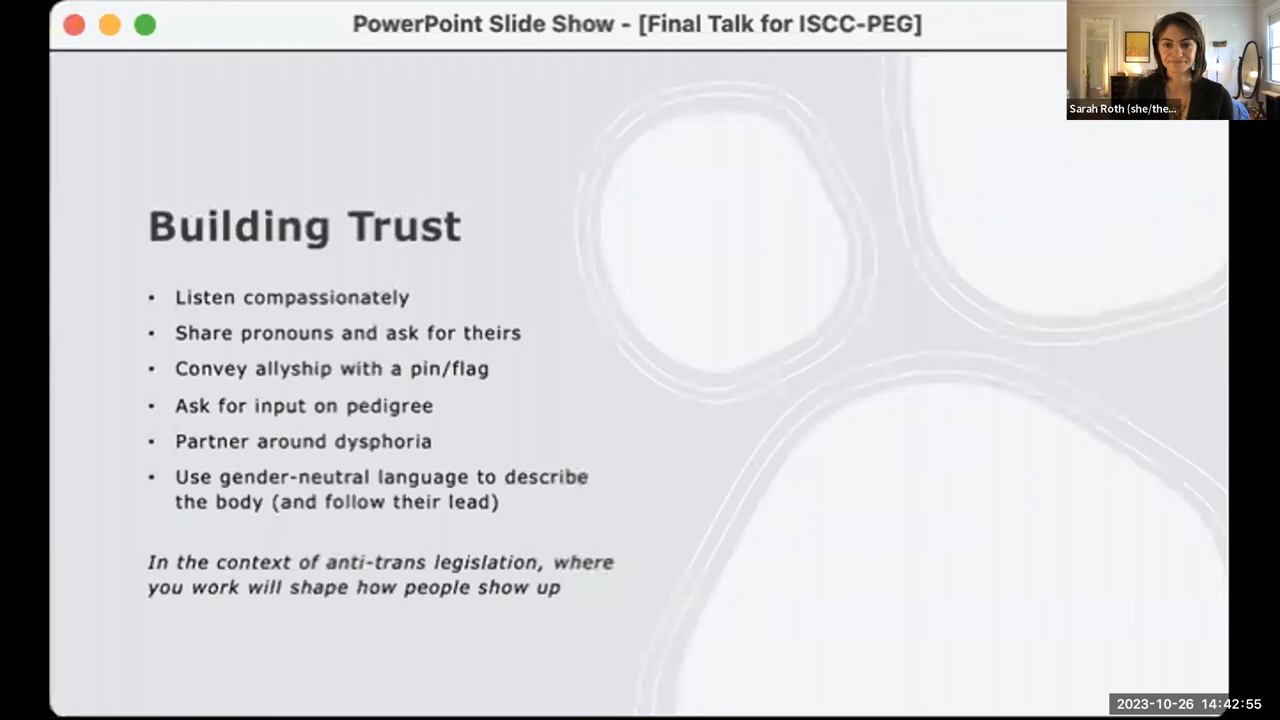 PowerPoint Slide Show - [Final Talk for ISCC-PEG]
Sarah Roth (she/the...
Building Trust
• Listen compassionately
• Share pronouns and ask for theirs
• Convey allyship with a pin/flag
• Ask for input on pedigree
• Partner around dysphoria
• Use gender-neutral language to describe
the body (and follow their lead)
In the context of anti-trans legislation, where
you work will shape how people show up
2023-10-26 14:42:55